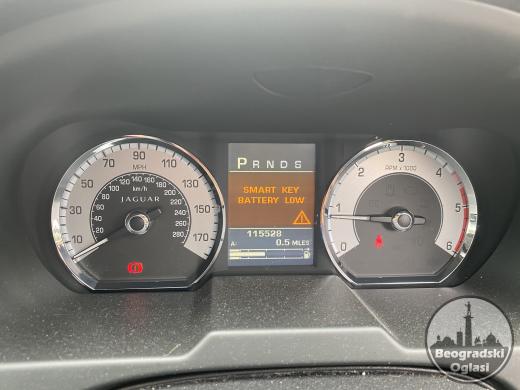 10
30
50
70
90
110
130
150
170
MPH
20
40
60
80
100
120
140
160
180
200
220
240
260
280
km/h
JAGUAR
P R N D S
SMART KEY
BATTERY LOW
115528
A:
0.5 MILES
0
1
2
3
4
5
6
PPM x1000
Beogradski
Oglasi